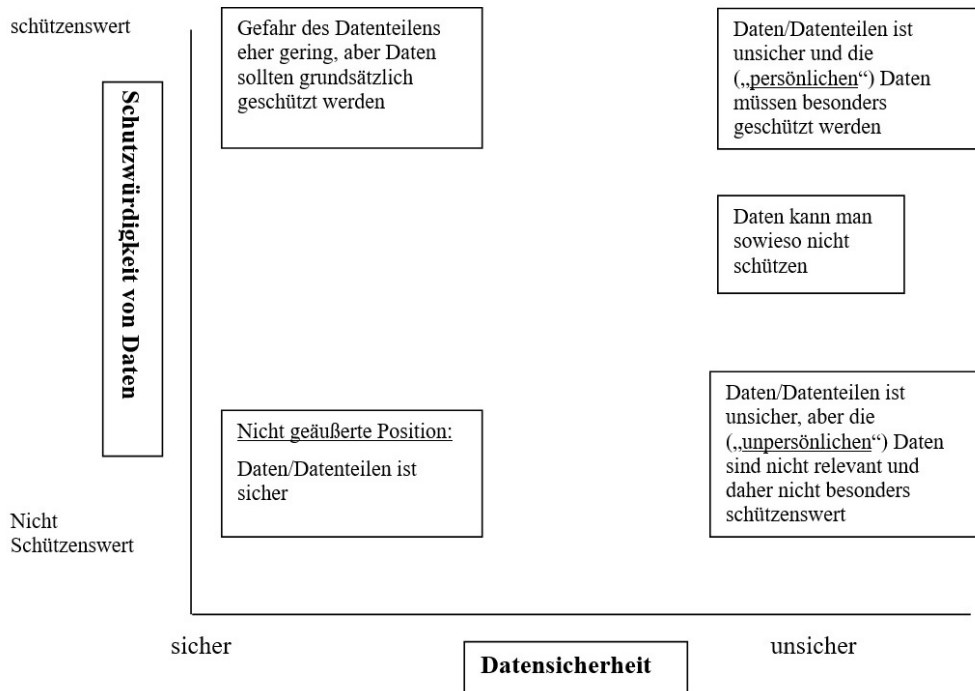 schützenswert
Gefahr des Datenteilens
eher gering, aber Daten
sollten grundsätzlich
geschützt werden
Daten/Datenteilen ist
unsicher und die
(„persönlichen“) Daten
müssen besonders
geschützt werden
Schutzwürdigkeit von Daten
Daten kann man
sowieso nicht
schützen
Nicht geäußerte Position:
Daten/Datenteilen ist
sicher
Daten/Datenteilen ist
unsicher, aber die
(„unpersönlichen“) Daten
sind nicht relevant und
daher nicht besonders
schützenswert
Nicht
Schützenswert
sicher
unsicher
Datensicherheit